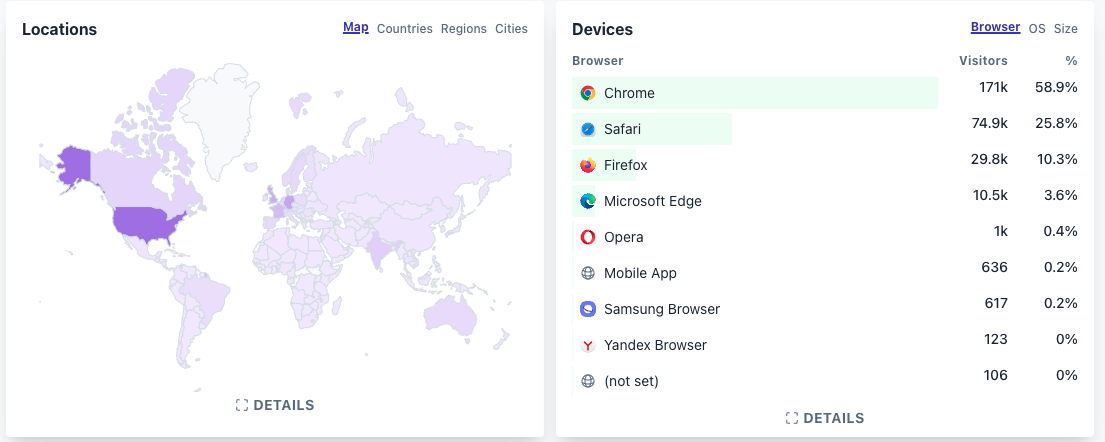 Locations Map Countries Regions Cities
DETAILS
Devices Browser OS Size
Browser Visitors %
Chrome 171k 58.9%
Safari 74.9k 25.8%
Firefox 29.8k 10.3%
Microsoft Edge 10.5k 3.6%
Opera 1k 0.4%
Mobile App 636 0.2%
Samsung Browser 617 0.2%
Yandex Browser 123 0%
(not set) 106 0%
DETAILS